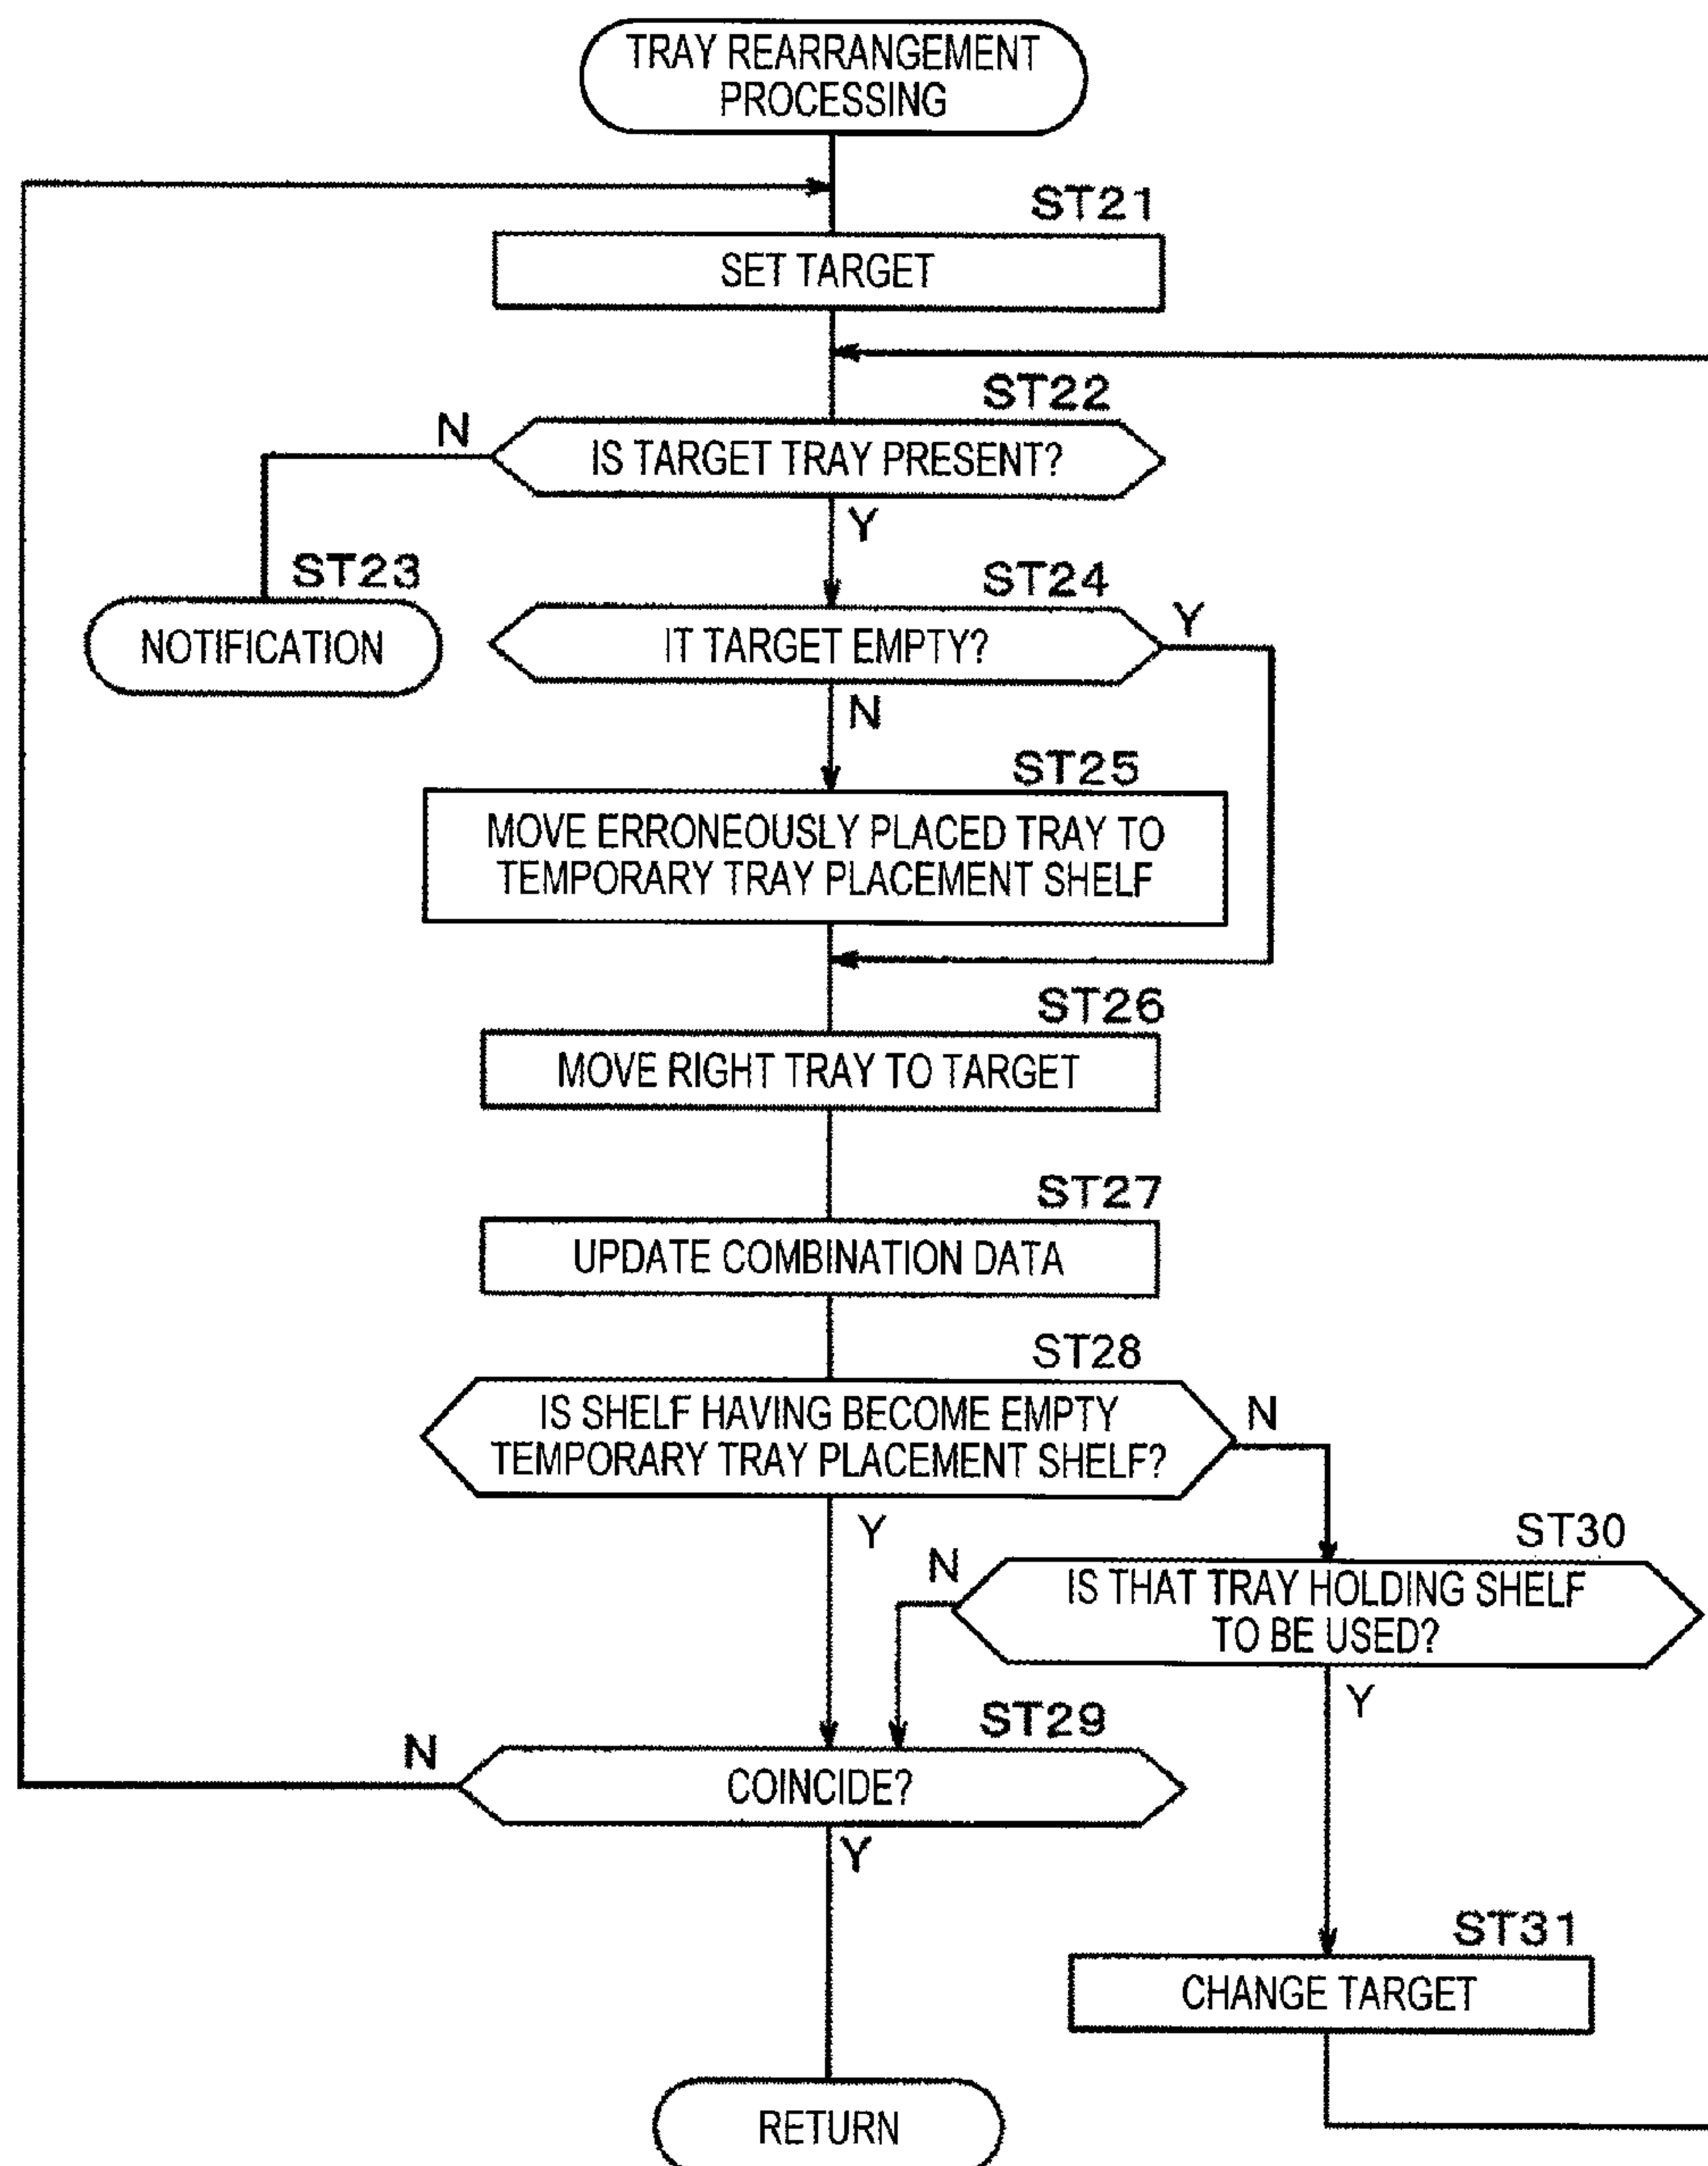 TRAY REARRANGEMENT
PROCESSING
ST21
SET TARGET
ST22
N
IS TARGET TRAY PRESENT?
Y
ST23
NOTIFICATION
ST24
Y
IT TARGET EMPTY?
N
ST25
MOVE ERRONEOUSLY PLACED TRAY TO
TEMPORARY TRAY PLACEMENT SHELF
ST26
MOVE RIGHT TRAY TO TARGET
ST27
UPDATE COMBINATION DATA
ST28
IS SHELF HAVING BECOME EMPTY
TEMPORARY TRAY PLACEMENT SHELF?
N
Y
ST30
N
IS THAT TRAY HOLDING SHELF
TO BE USED?
Y
ST29
N
COINCIDE?
Y
ST31
CHANGE TARGET
RETURN